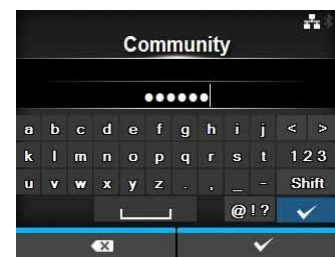 Community
••••••
a b c d e f g h i j < >
k l m n o p q r s t 123
u v w x y z . , _ - Shift
@!?